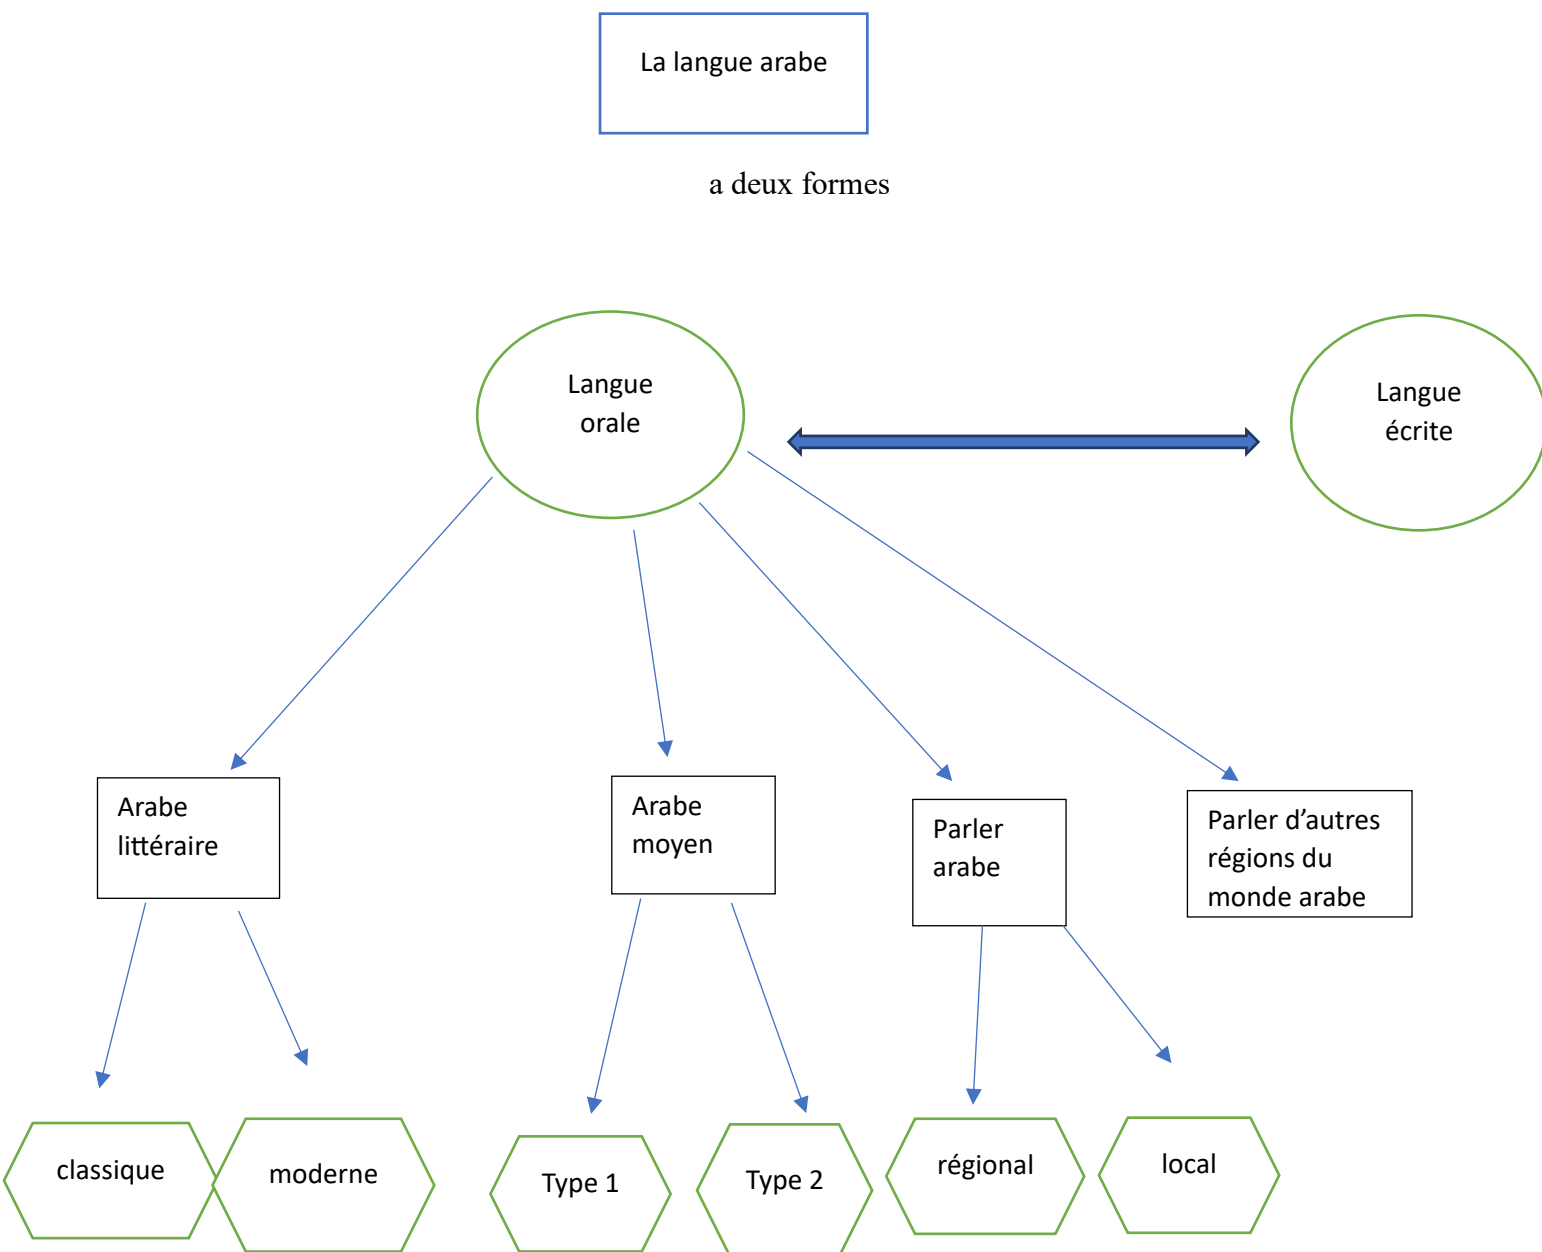 La langue arabe
a deux formes
Langue
orale
Langue
écrite
Arabe
littéraire
Arabe
moyen
Parler
arabe
Parler d’autres
régions du
monde arabe
classique
moderne
Type 1
Type 2
régional
local